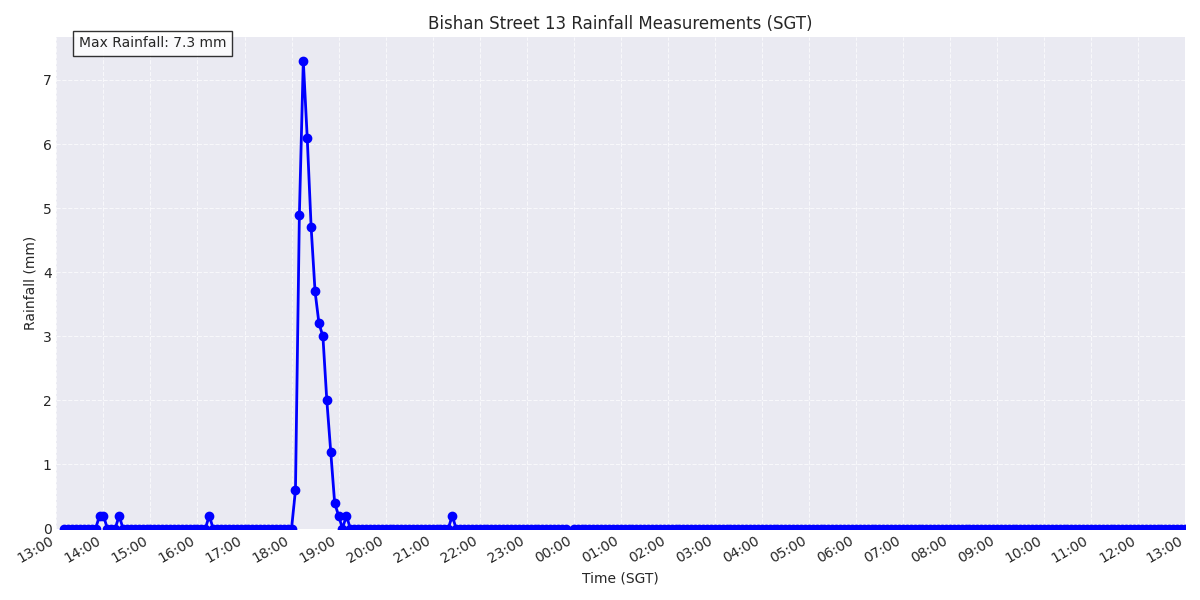 Bishan Street 13 Rainfall Measurements (SGT)
Max Rainfall: 7.3 mm
7
6
5
4
3
2
1
0
Rainfall (mm)
13:00 14:00 15:00 16:00 17:00 18:00 19:00 20:00 21:00 22:00 23:00 00:00 01:00 02:00 03:00 04:00 05:00 06:00 07:00 08:00 09:00 10:00 11:00 12:00 13:00
Time (SGT)